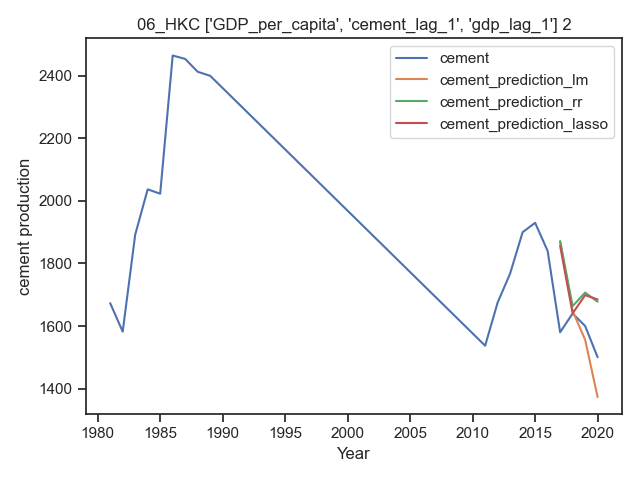 06_HKC ['GDP_per_capita', 'cement_lag_1', 'gdp_lag_1'] 2
cement
cement_prediction_lm
cement_prediction_rr
cement_prediction_lasso
cement production
2400
2200
2000
1800
1600
1400
1980 1985 1990 1995 2000 2005 2010 2015 2020
Year